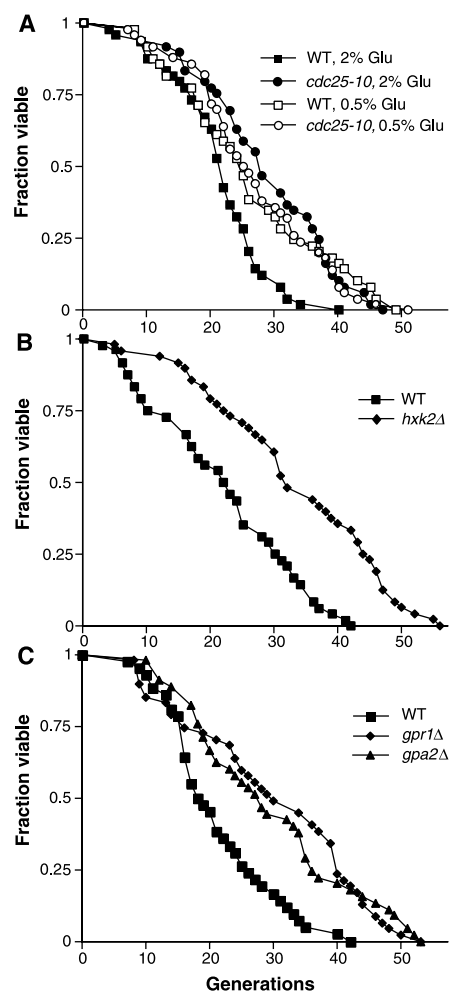 A
Fraction viable
1
0.75
0.5
0.25
0
WT, 2% Glu
cdc25-10, 2% Glu
WT, 0.5% Glu
cdc25-10, 0.5% Glu
0 10 20 30 40 50
B
Fraction viable
1
0.75
0.5
0.25
0
WT
hxk2Δ
0 10 20 30 40 50
C
Fraction viable
1
0.75
0.5
0.25
0
WT
gpr1Δ
gpa2Δ
0 10 20 30 40 50
Generations